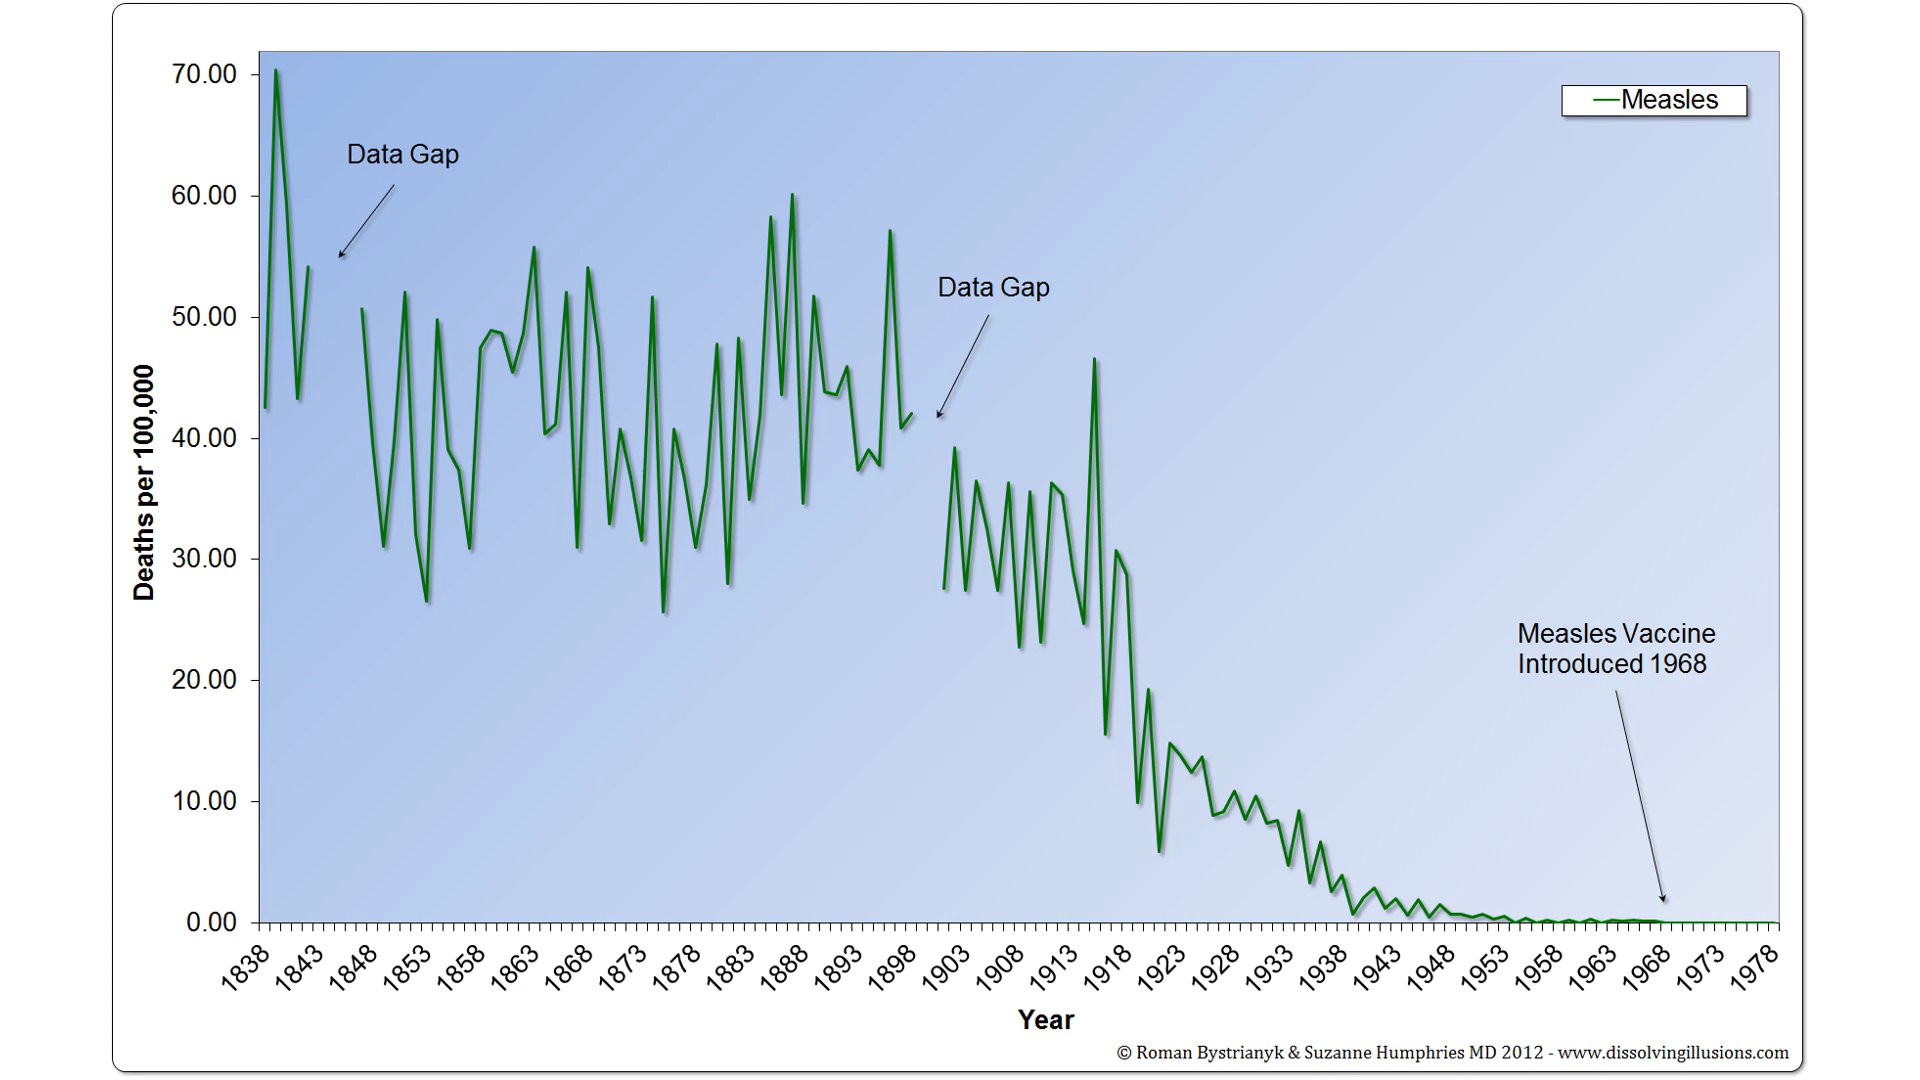 70.00
60.00
50.00
40.00
30.00
20.00
10.00
0.00
Deaths per 100,000
Measles
Data Gap
Data Gap
Measles Vaccine
Introduced 1968
1838 1843 1848 1853 1858 1863 1868 1873 1878 1883 1888 1893 1898 1903 1908 1913 1918 1923 1928 1933 1938 1943 1948 1953 1958 1963 1968 1973 1978
Year
© Roman Bystrianyk & Suzanne Humphries MD 2012 - www.dissolvingillusions.com